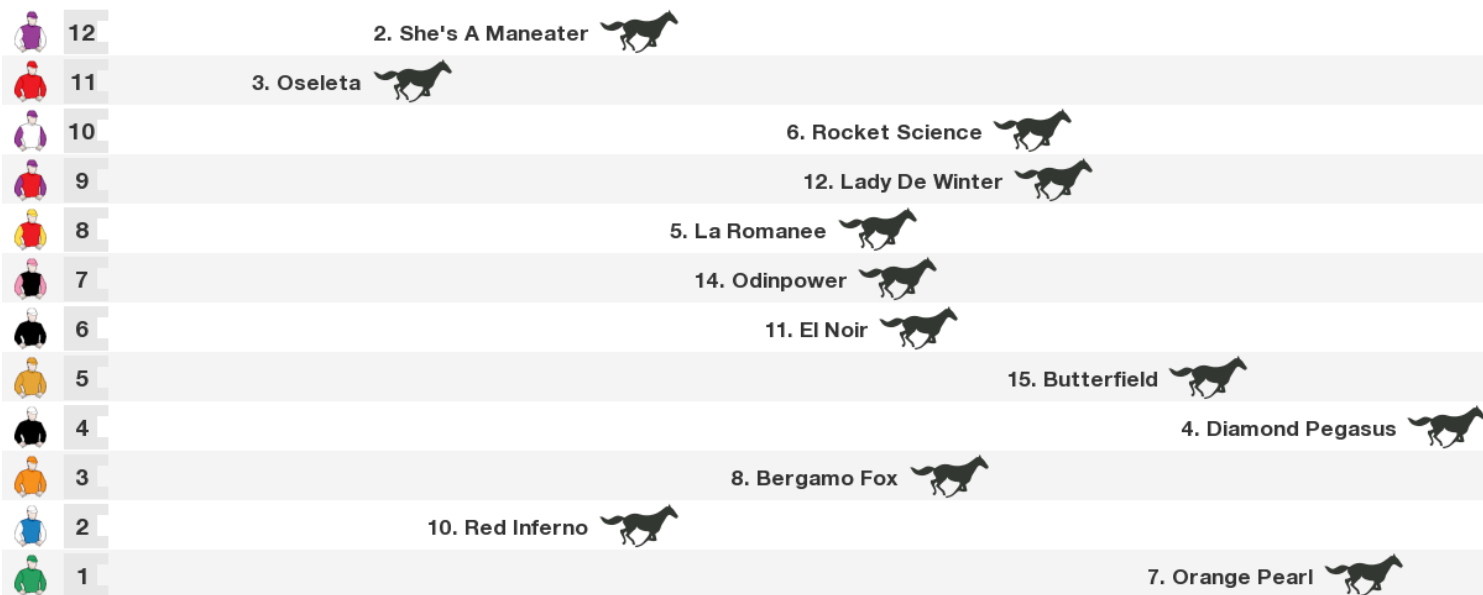 12 2. She's A Maneater
11 3. Oseleta
10 6. Rocket Science
9 12. Lady De Winter
8 5. La Romanee
7 14. Odinpower
6 11. El Noir
5 15. Butterfield
4 4. Diamond Pegasus
3 8. Bergamo Fox
2 10. Red Inferno
1 7. Orange Pearl